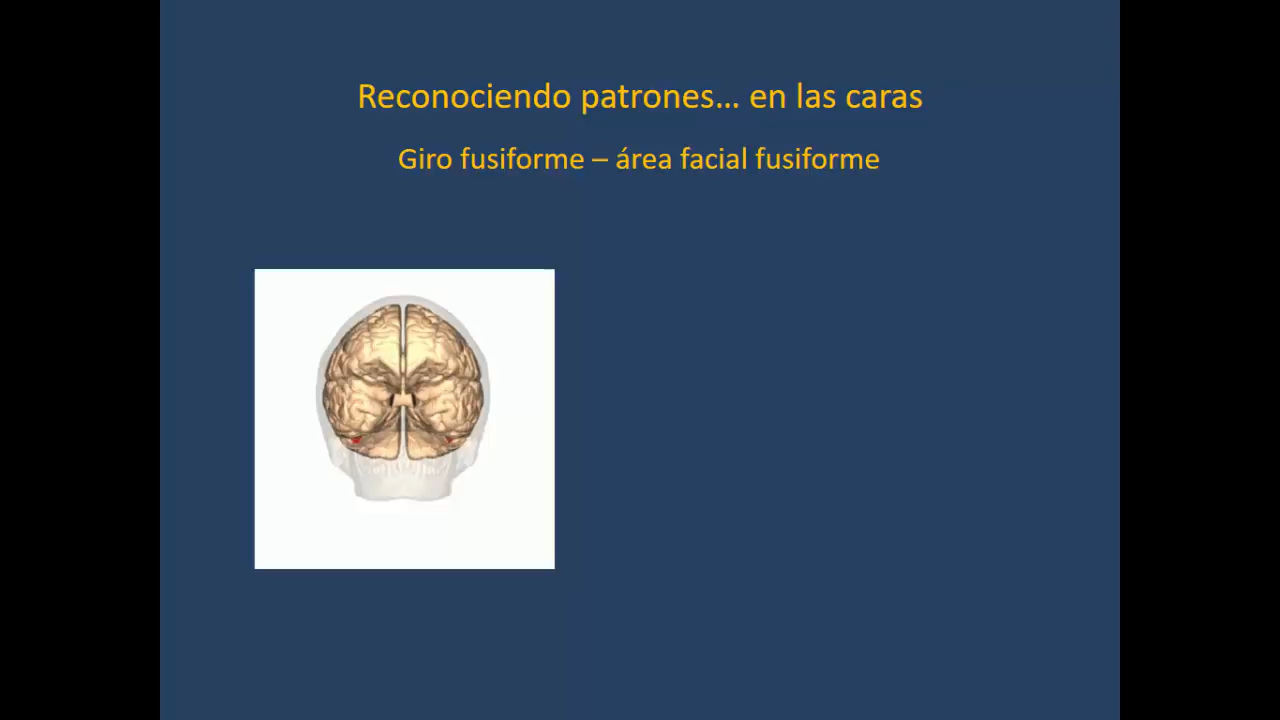 Reconociendo patrones... en las caras
Giro fusiforme – área facial fusiforme